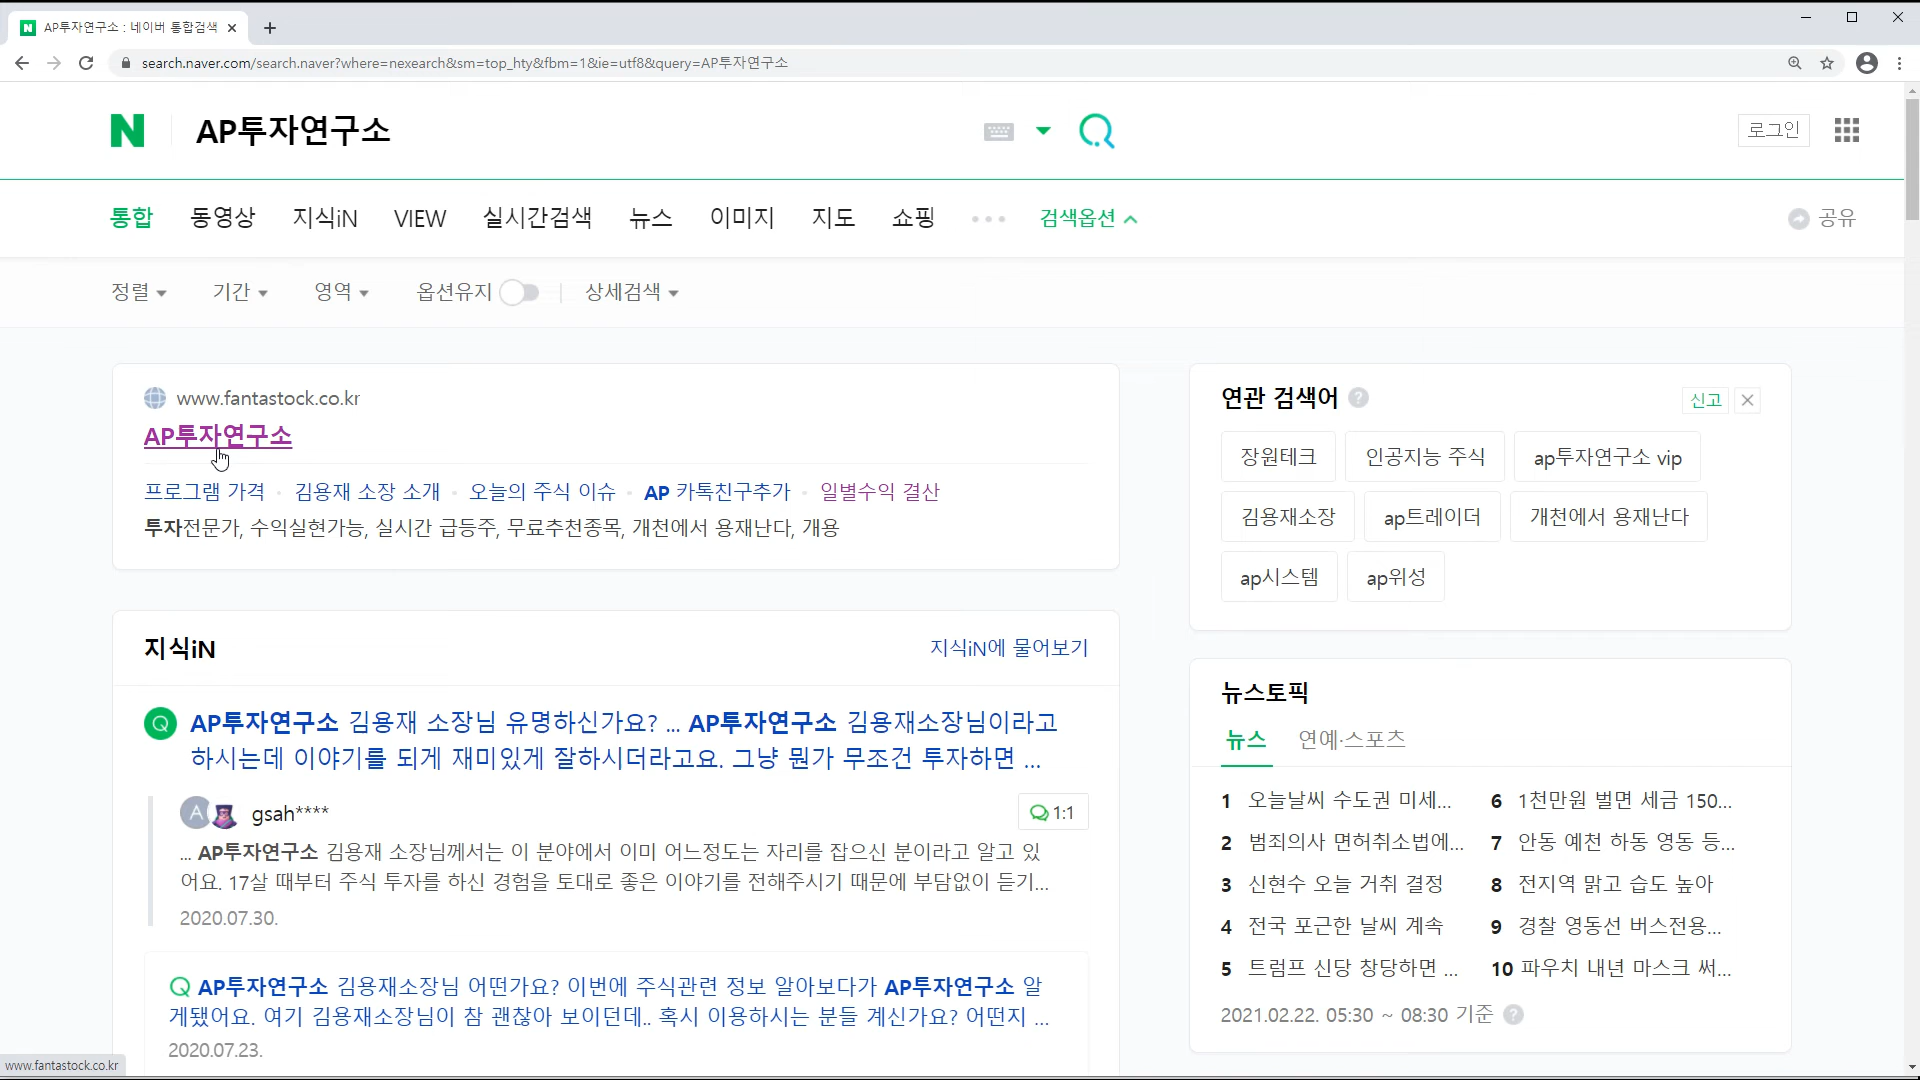 AP투자연구소 : 네이버 통합검색
search.naver.com/search.naver?where=nexearch&sm=top_hty&fbm=1&ie=utf8&query=AP투자연구소
N AP투자연구소
로그인
통합 동영상 지식iN VIEW 실시간검색 뉴스 이미지 지도 쇼핑 검색옵션 공유
정렬 기간 영역 옵션유지 상세검색
www.fantastock.co.kr
AP투자연구소
프로그램 가격 · 김용재 소장 소개 · 오늘의 주식 이슈 · AP 카톡친구추가 · 일별수익 결산
투자전문가, 수익실현가능, 실시간 급등주, 무료추천종목, 개천에서 용재난다, 개용
지식iN 지식iN에 물어보기
Q AP투자연구소 김용재 소장님 유명하신가요? ... AP투자연구소 김용재소장님이라고
하시는데 이야기를 되게 재미있게 잘하시더라고요. 그냥 뭔가 무조건 투자하면 ...
A gsah**** 1:1
... AP투자연구소 김용재 소장님께서는 이 분야에서 이미 어느정도는 자리를 잡으신 분이라고 알고 있
어요. 17살 때부터 주식 투자를 하신 경험을 토대로 좋은 이야기를 전해주시기 때문에 부담없이 듣기...
2020.07.30.
Q AP투자연구소 김용재소장님 어떤가요? 이번에 주식관련 정보 알아보다가 AP투자연구소 알
게됐어요. 여기 김용재소장님이 참 괜찮아 보이던데.. 혹시 이용하시는 분들 계신가요? 어떤지 ...
2020.07.23.
연관 검색어 ? 신고
장원테크 인공지능 주식 ap투자연구소 vip
김용재소장 ap트레이더 개천에서 용재난다
ap시스템 ap위성
뉴스토픽
뉴스 연예·스포츠
1 오늘날씨 수도권 미세...
2 범죄의사 면허취소법에...
3 신현수 오늘 거취 결정
4 전국 포근한 날씨 계속
5 트럼프 신당 창당하면 ...
6 1천만원 벌면 세금 150...
7 안동 예천 하동 영동 등...
8 전지역 맑고 습도 높아
9 경찰 영동선 버스전용...
10 파우치 내년 마스크 써...
2021.02.22. 05:30 ~ 08:30 기준 ?
www.fantastock.co.kr